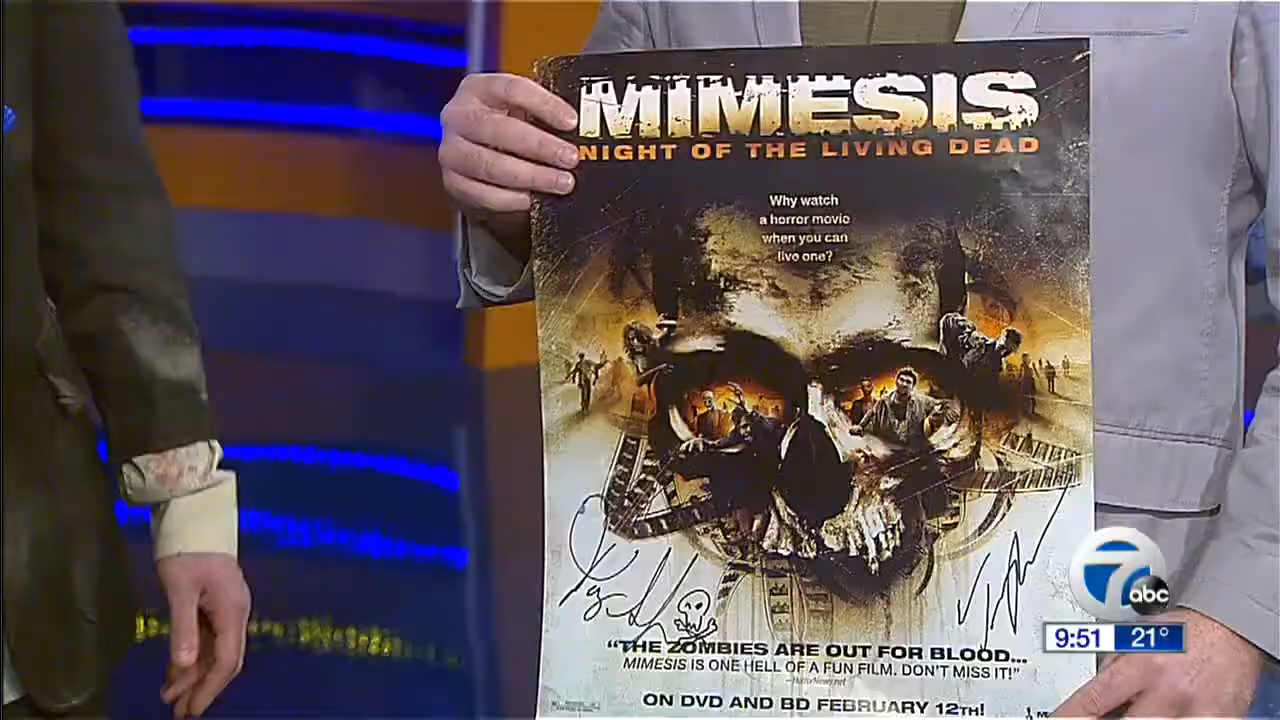 MIMESIS
NIGHT OF THE LIVING DEAD
Why watch
a horror movie
when you can
live one?
"THE ZOMBIES ARE OUT FOR BLOOD...
MIMESIS IS ONE HELL OF A FUN FILM. DON'T MISS IT!"
ON DVD AND BD FEBRUARY 12TH!
7 abc
9:51 21°